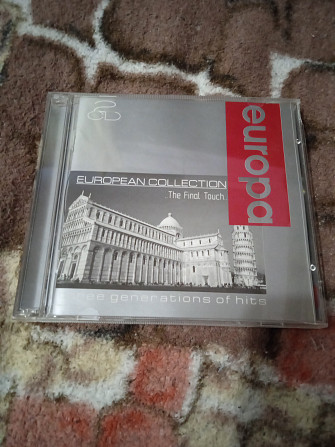 europa
EUROPEAN COLLECTION
The Final Touch
generations of hits